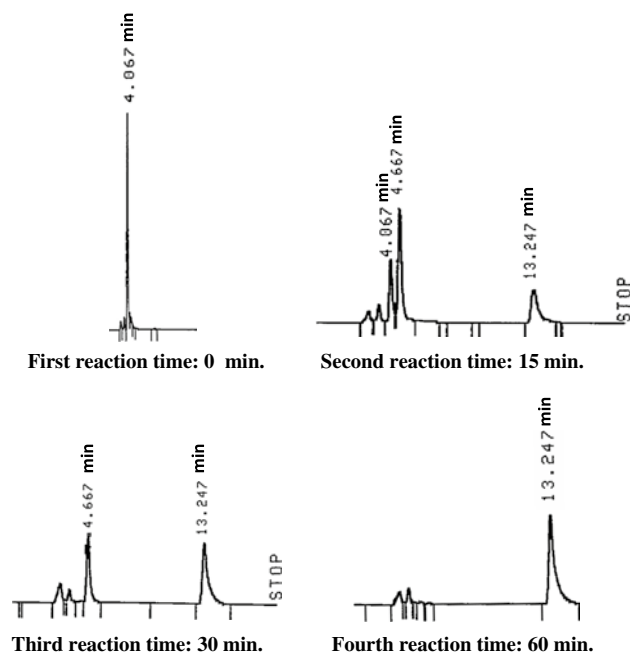 4.067 min
First reaction time: 0 min.
4.067 min
4.667 min
13.247 min
STOP
Second reaction time: 15 min.
4.667 min
13.247 min
STOP
Third reaction time: 30 min.
13.247 min
Fourth reaction time: 60 min.